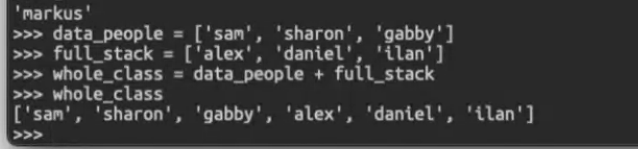 'markus'
>>> data_people = ['sam', 'sharon', 'gabby']
>>> full_stack = ['alex', 'daniel', 'ilan']
>>> whole_class = data_people + full_stack
>>> whole_class
['sam', 'sharon', 'gabby', 'alex', 'daniel', 'ilan']
>>>